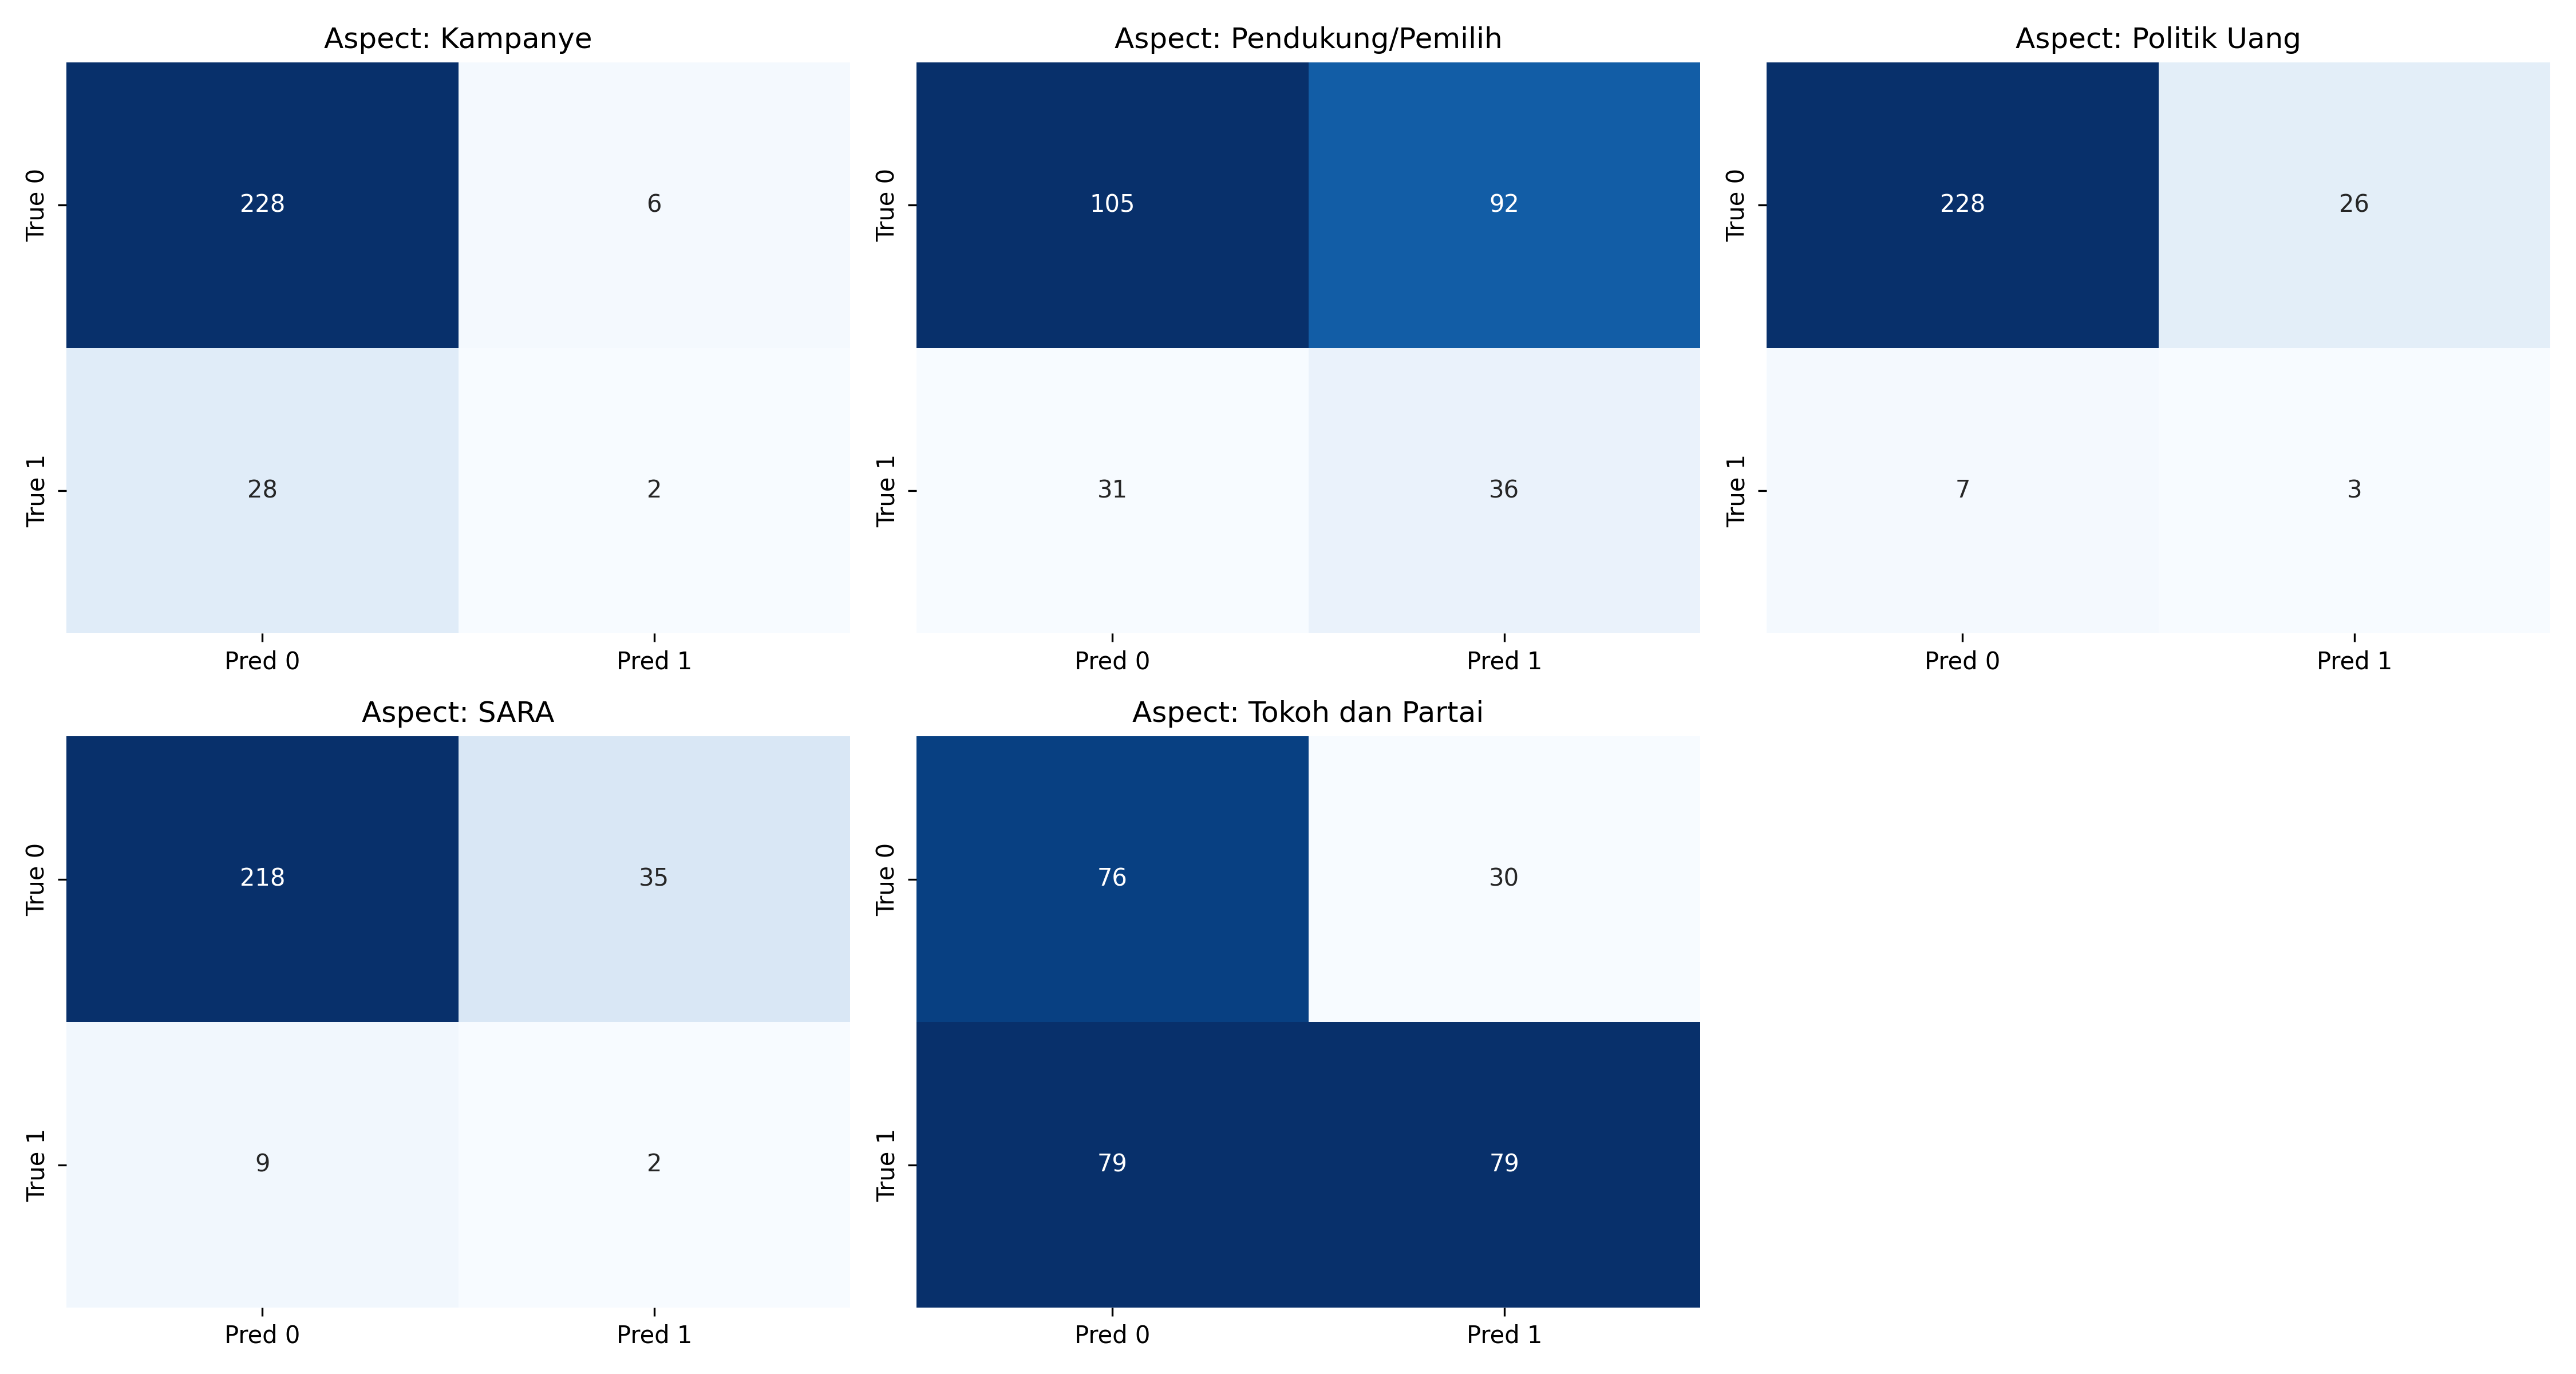 Aspect: Kampanye
True 0
228
6
True 1
28
2
Pred 0
Pred 1
Aspect: Pendukung/Pemilih
True 0
105
92
True 1
31
36
Pred 0
Pred 1
Aspect: Politik Uang
True 0
228
26
True 1
7
3
Pred 0
Pred 1
Aspect: SARA
True 0
218
35
True 1
9
2
Pred 0
Pred 1
Aspect: Tokoh dan Partai
True 0
76
30
True 1
79
79
Pred 0
Pred 1